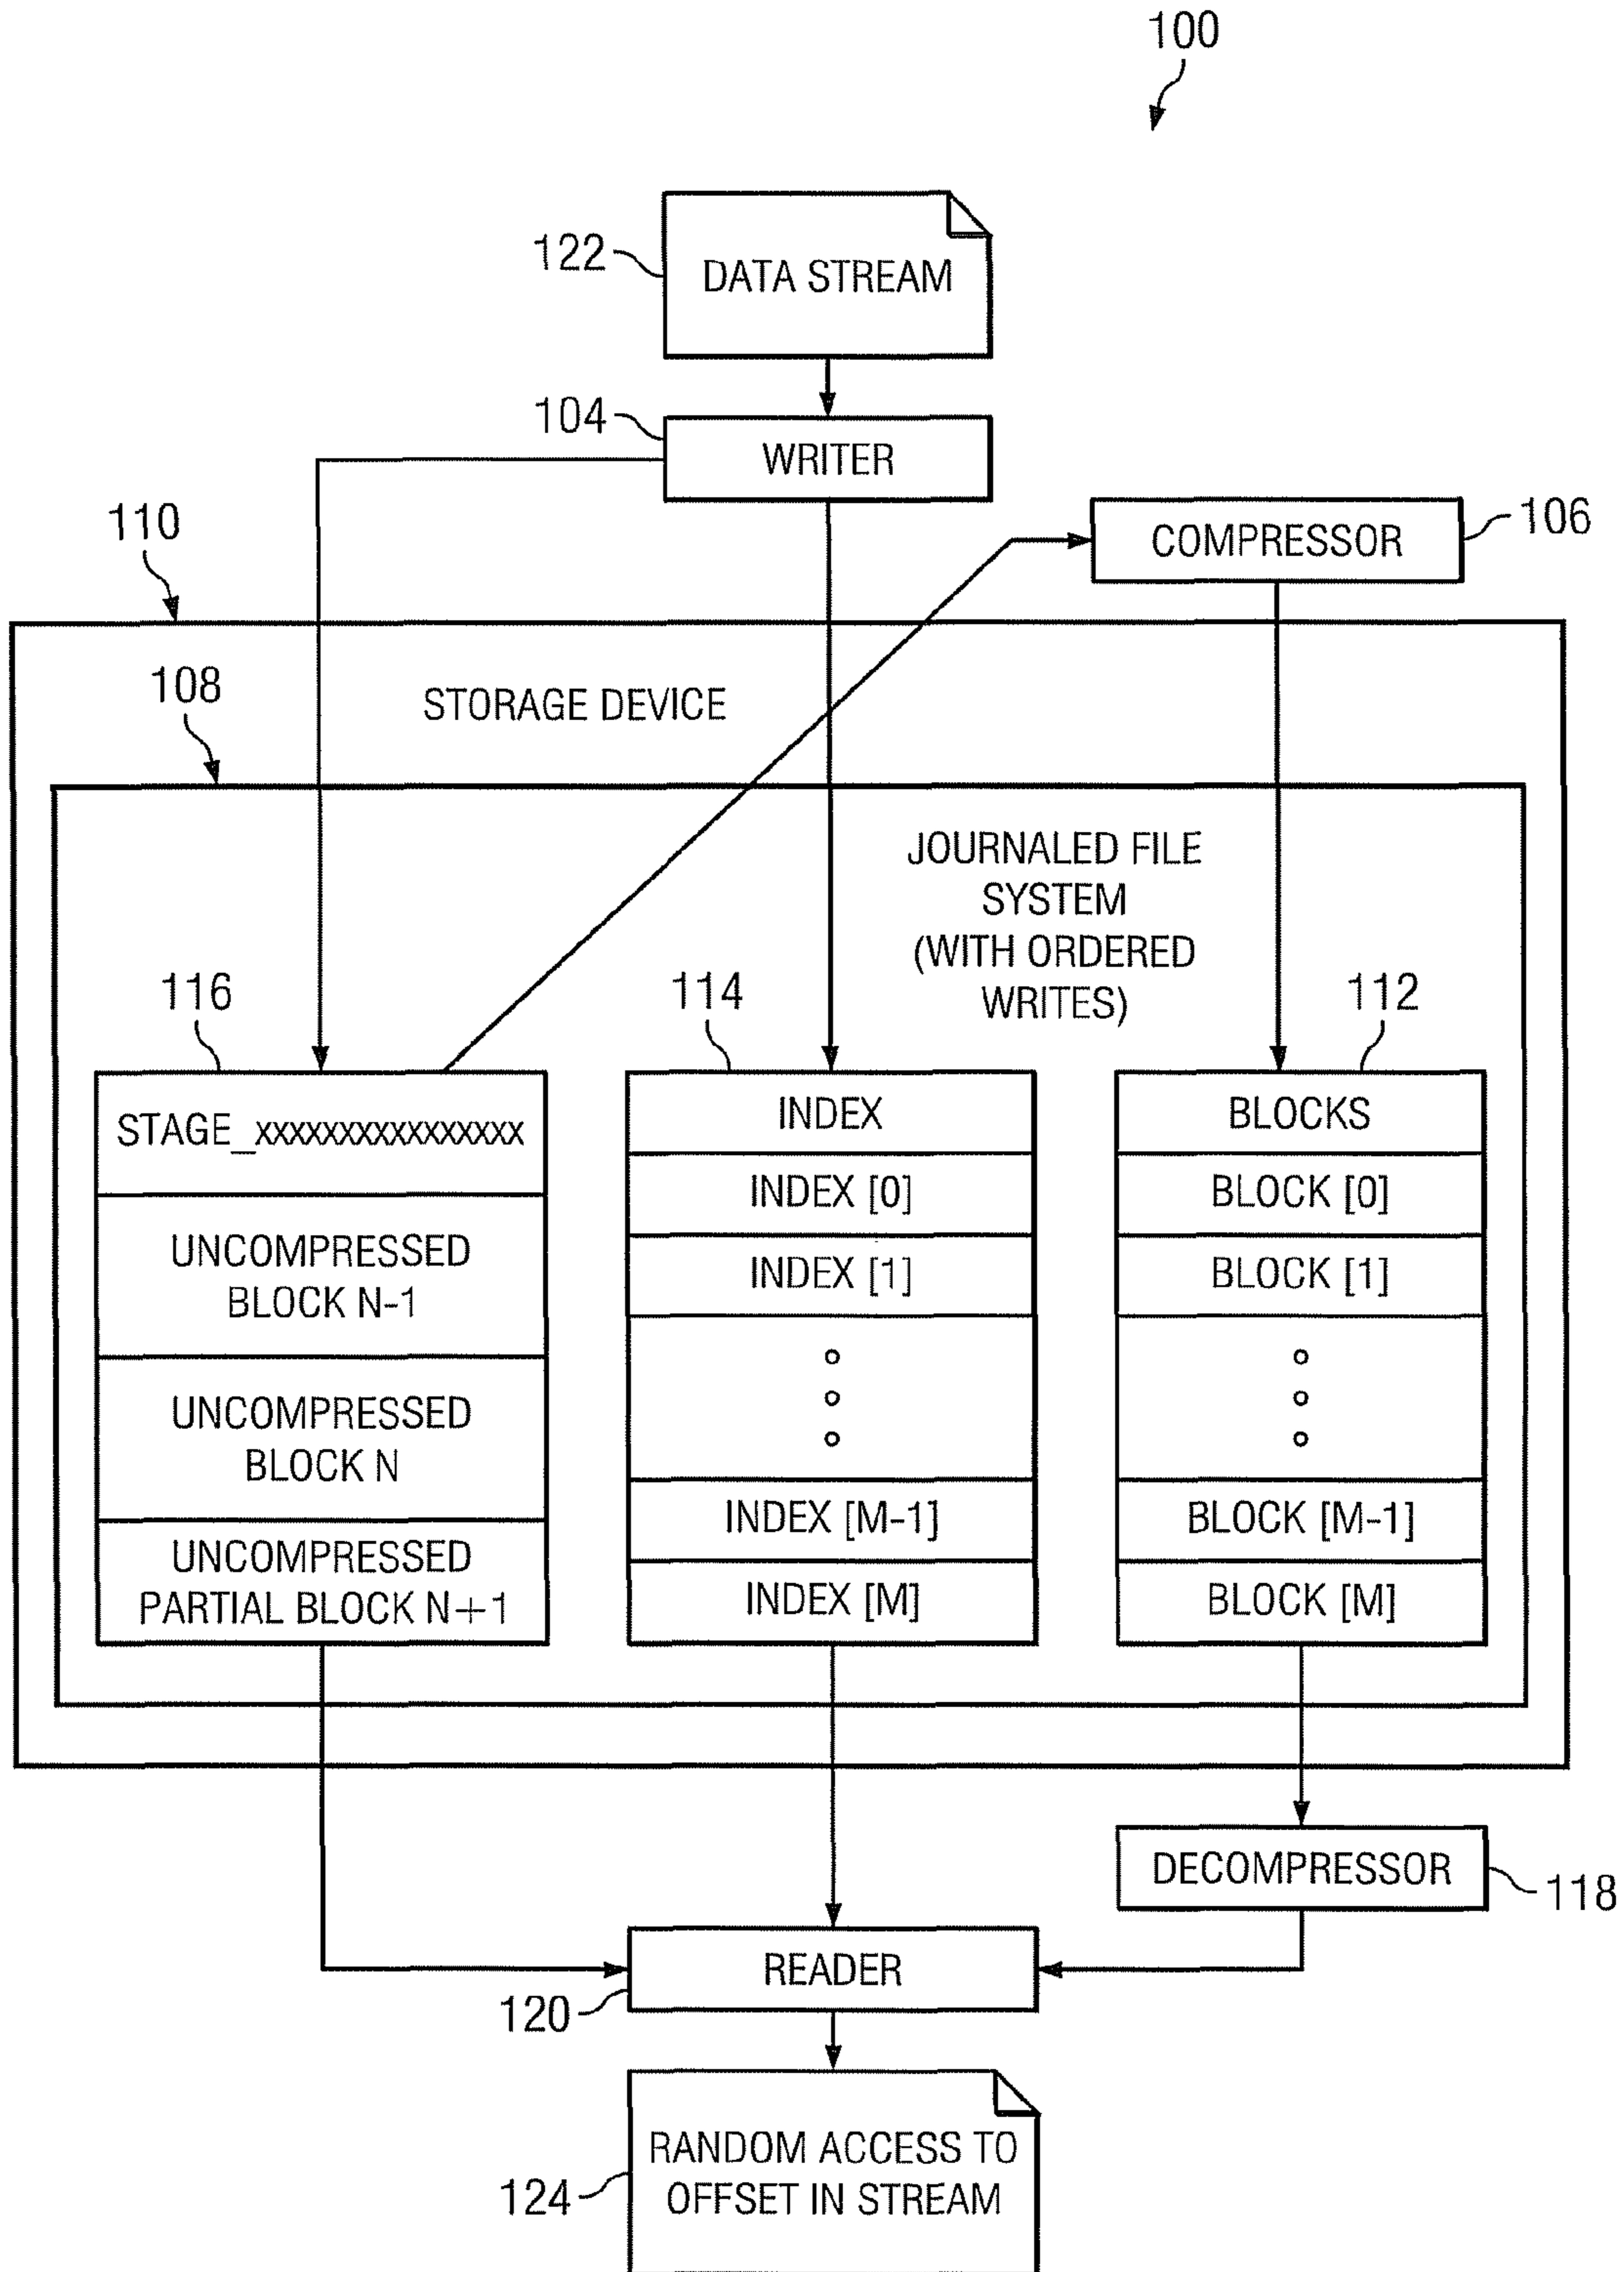 100
122
DATA STREAM
104
WRITER
110
COMPRESSOR
106
108
STORAGE DEVICE
JOURNALED FILE
SYSTEM
(WITH ORDERED
WRITES)
116
114
112
STAGE_xxxxxxxxxxxxxxxx
UNCOMPRESSED
BLOCK N-1
UNCOMPRESSED
BLOCK N
UNCOMPRESSED
PARTIAL BLOCK N+1
INDEX
INDEX [0]
INDEX [1]
INDEX [M-1]
INDEX [M]
BLOCKS
BLOCK [0]
BLOCK [1]
BLOCK [M-1]
BLOCK [M]
DECOMPRESSOR
118
READER
120
RANDOM ACCESS TO
OFFSET IN STREAM
124